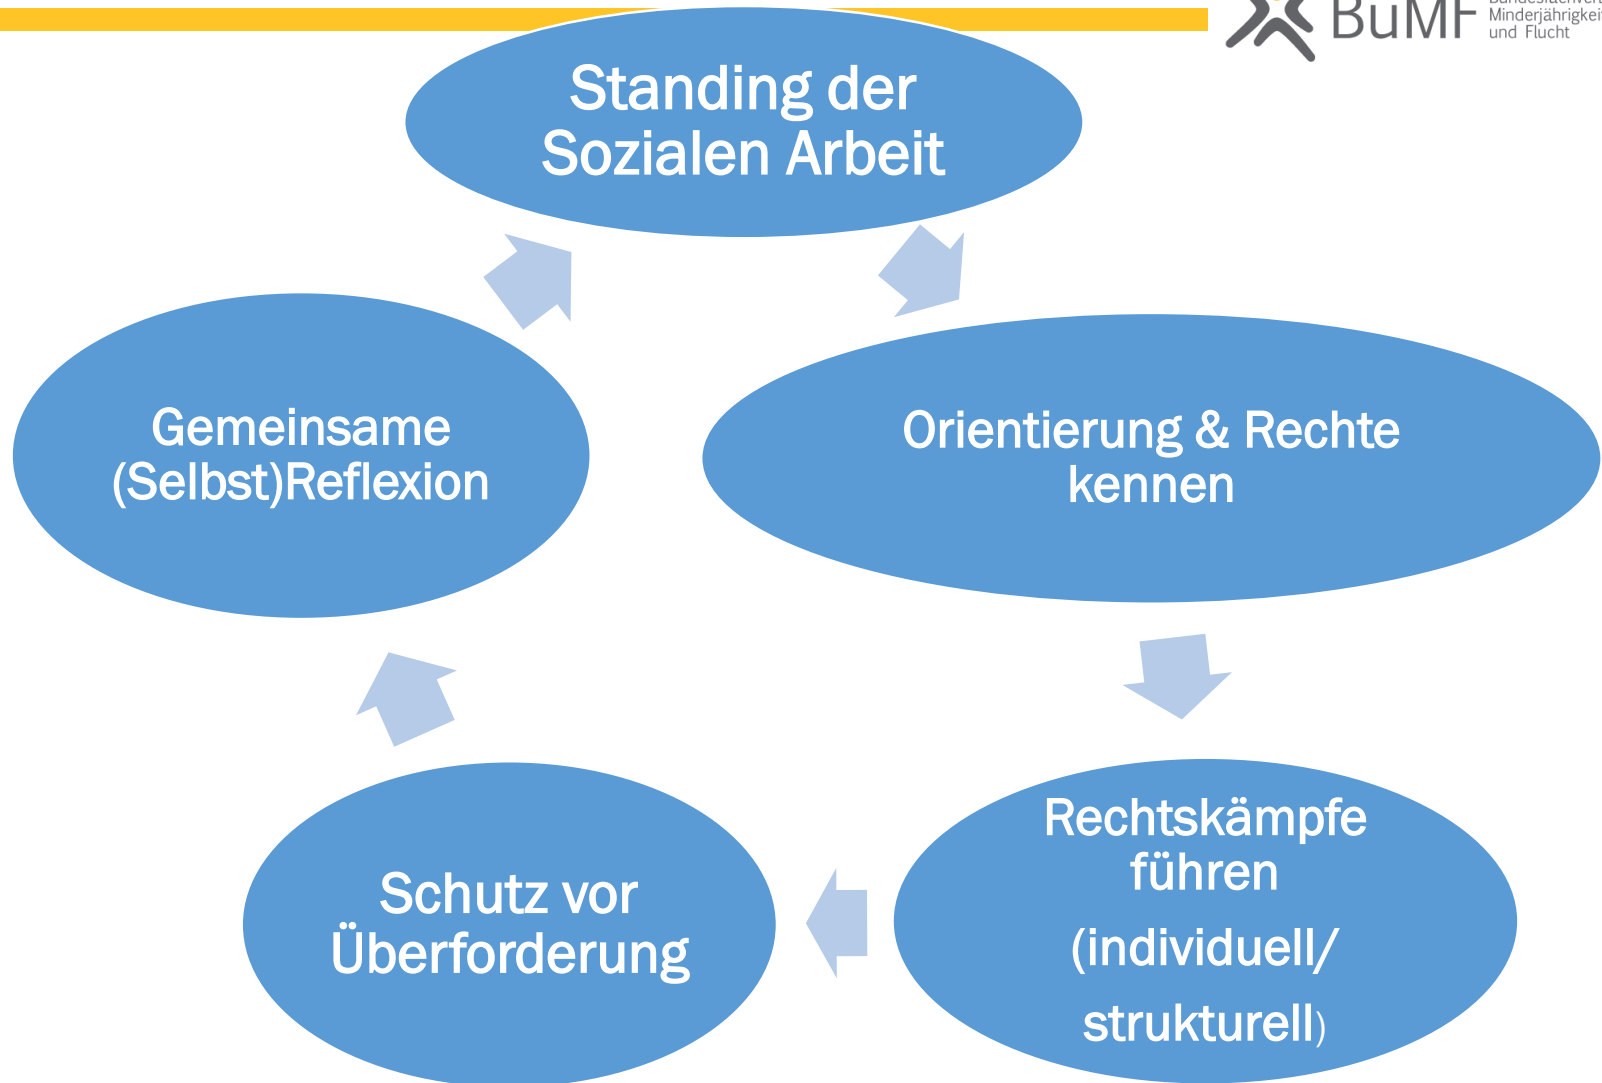 BuMF
Minderjährigkeit
und Flucht
Standing der
Sozialen Arbeit
Gemeinsame
(Selbst)Reflexion
Orientierung & Rechte
kennen
Rechtskämpfe
führen
(individuell/
strukturell)
Schutz vor
Überforderung